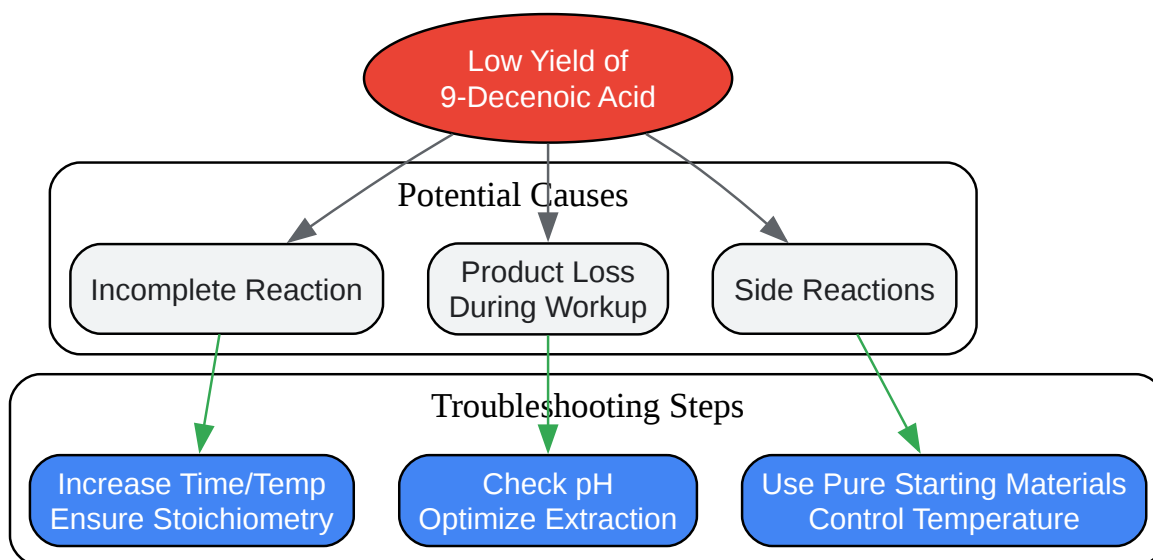 Low Yield of
9-Decenoic Acid
Potential Causes
Incomplete Reaction
Product Loss
During Workup
Side Reactions
Troubleshooting Steps
Increase Time/Temp
Ensure Stoichiometry
Check pH
Optimize Extraction
Use Pure Starting Materials
Control Temperature